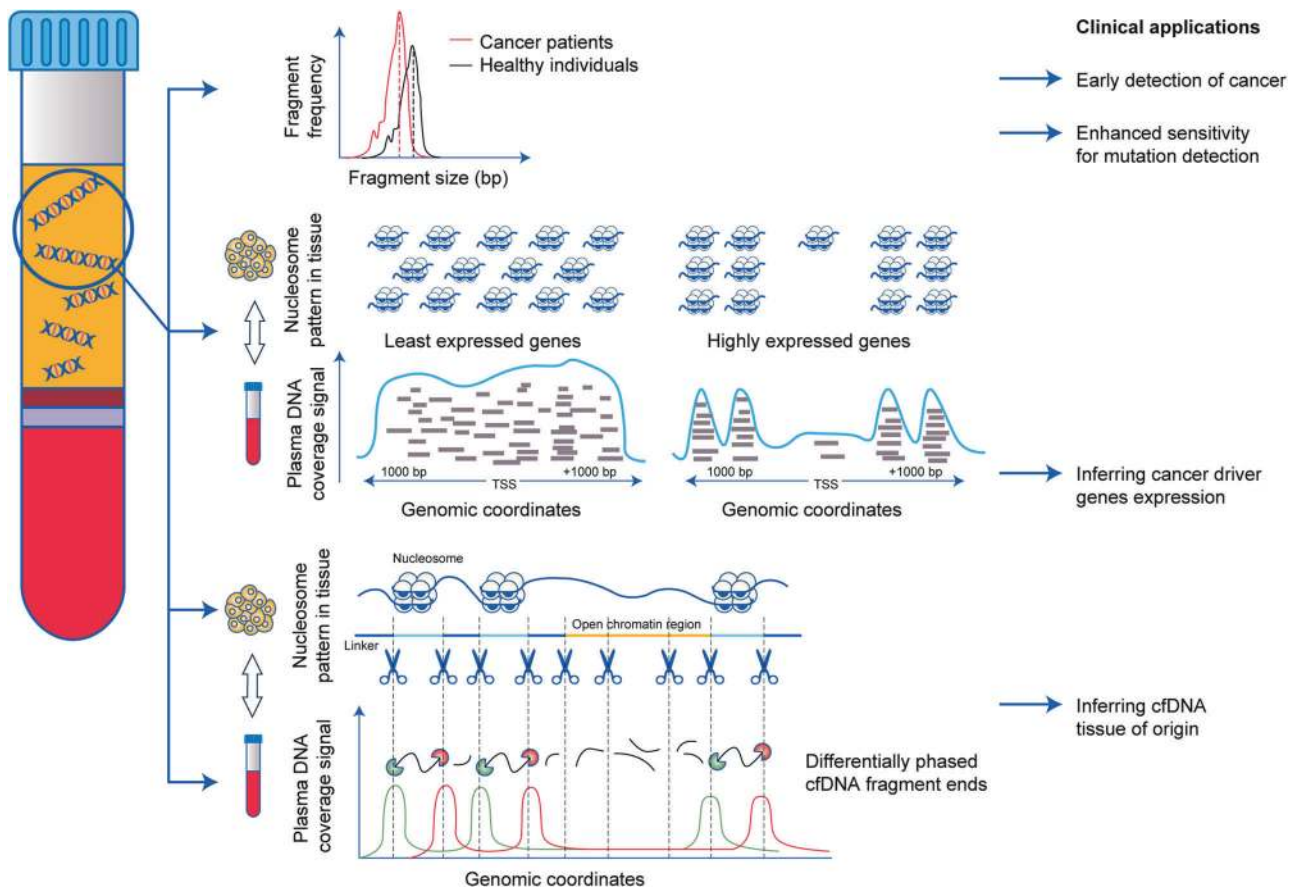 Clinical applications
Cancer patients
Healthy individuals
Fragment
frequency
Fragment size (bp)
Early detection of cancer
Enhanced sensitivity
for mutation detection
Nucleosome
pattern in tissue
Least expressed genes
Highly expressed genes
Plasma DNA
coverage signal
1000 bp
+1000 bp
TSS
Genomic coordinates
1000 bp
+1000 bp
TSS
Genomic coordinates
Inferring cancer driver
genes expression
Nucleosome
pattern in tissue
Nucleosome
Open chromatin region
Linker
Inferring cfDNA
tissue of origin
Plasma DNA
coverage signal
Differentially phased
cfDNA fragment ends
Genomic coordinates